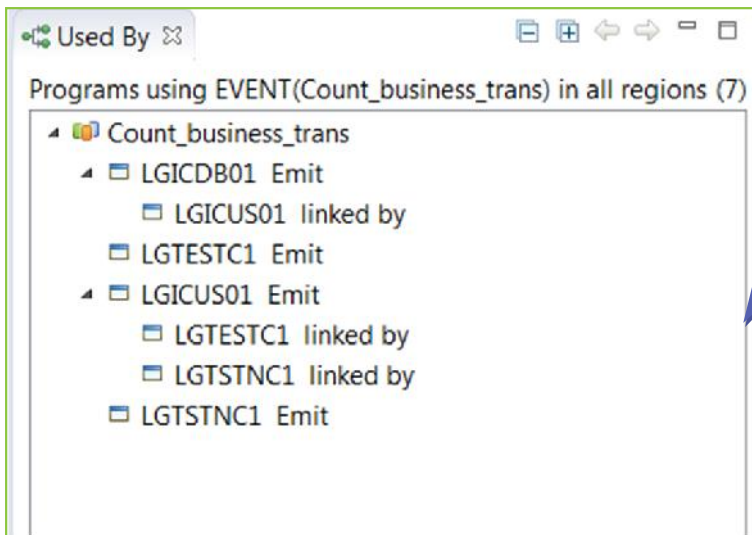 Used By
Programs using EVENT(Count_business_trans) in all regions (7)
Count_business_trans
LGICDB01 Emit
LGICUS01 linked by
LGTESTC1 Emit
LGICUS01 Emit
LGTESTC1 linked by
LGTSTNC1 linked by
LGTSTNC1 Emit